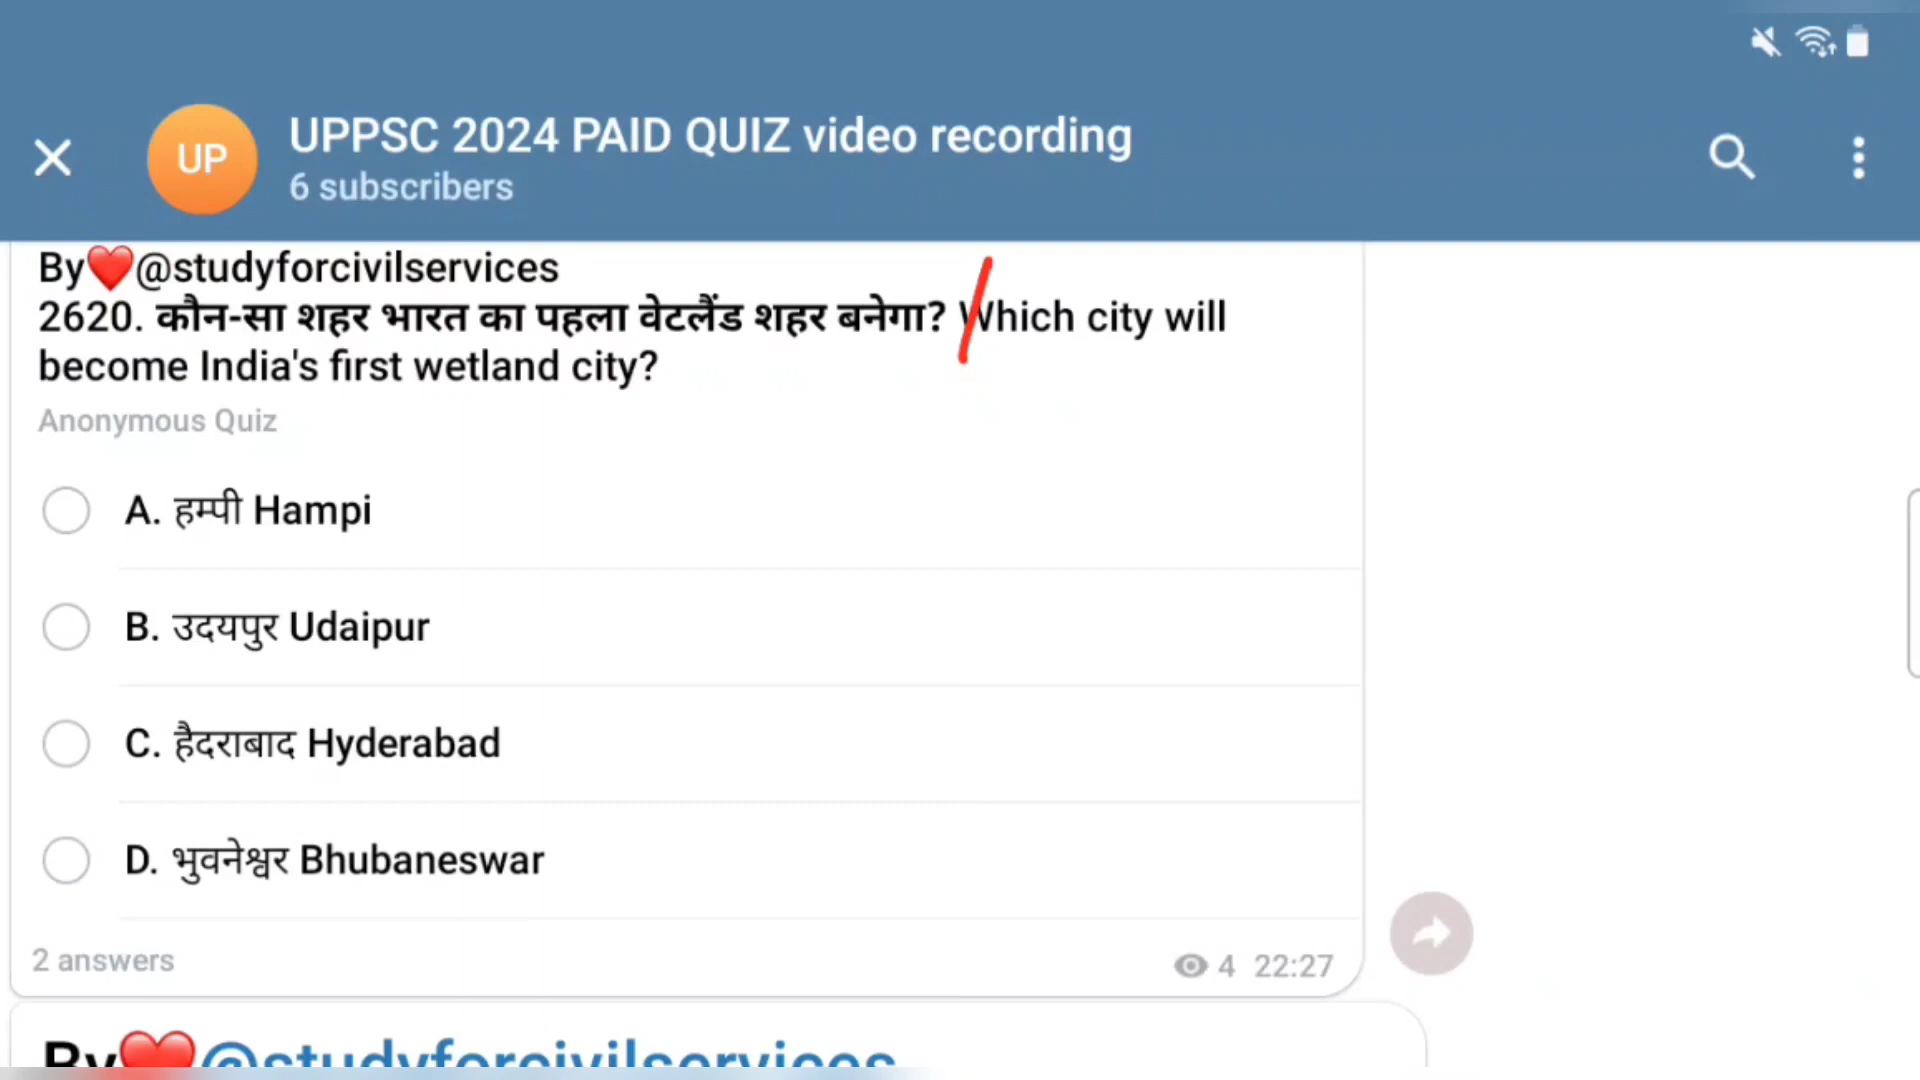 UPPSC 2024 PAID QUIZ video recording
UP
6 subscribers
By❤️@studyforcivilservices
2620. कौन-सा शहर भारत का पहला वेटलैंड शहर बनेगा? Which city will
become India's first wetland city?
Anonymous Quiz
A. हम्पी Hampi
B. उदयपुर Udaipur
C. हैदराबाद Hyderabad
D. भुवनेश्वर Bhubaneswar
2 answers
4 22:27
By❤️@studyforcivilservices